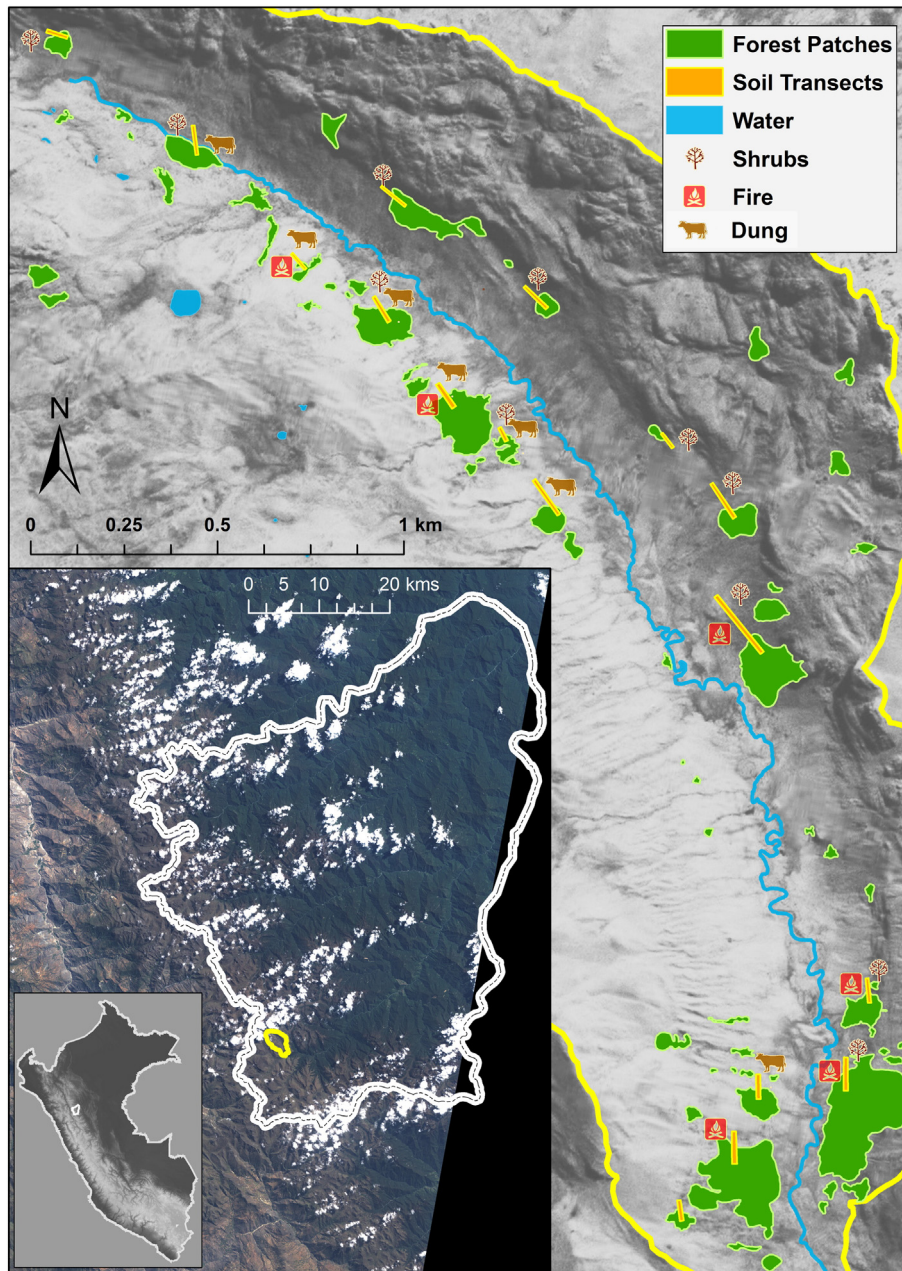 Forest Patches
Soil Transects
Water
Shrubs
Fire
Dung
N
0 0.25 0.5 1 km
0 5 10 20 kms